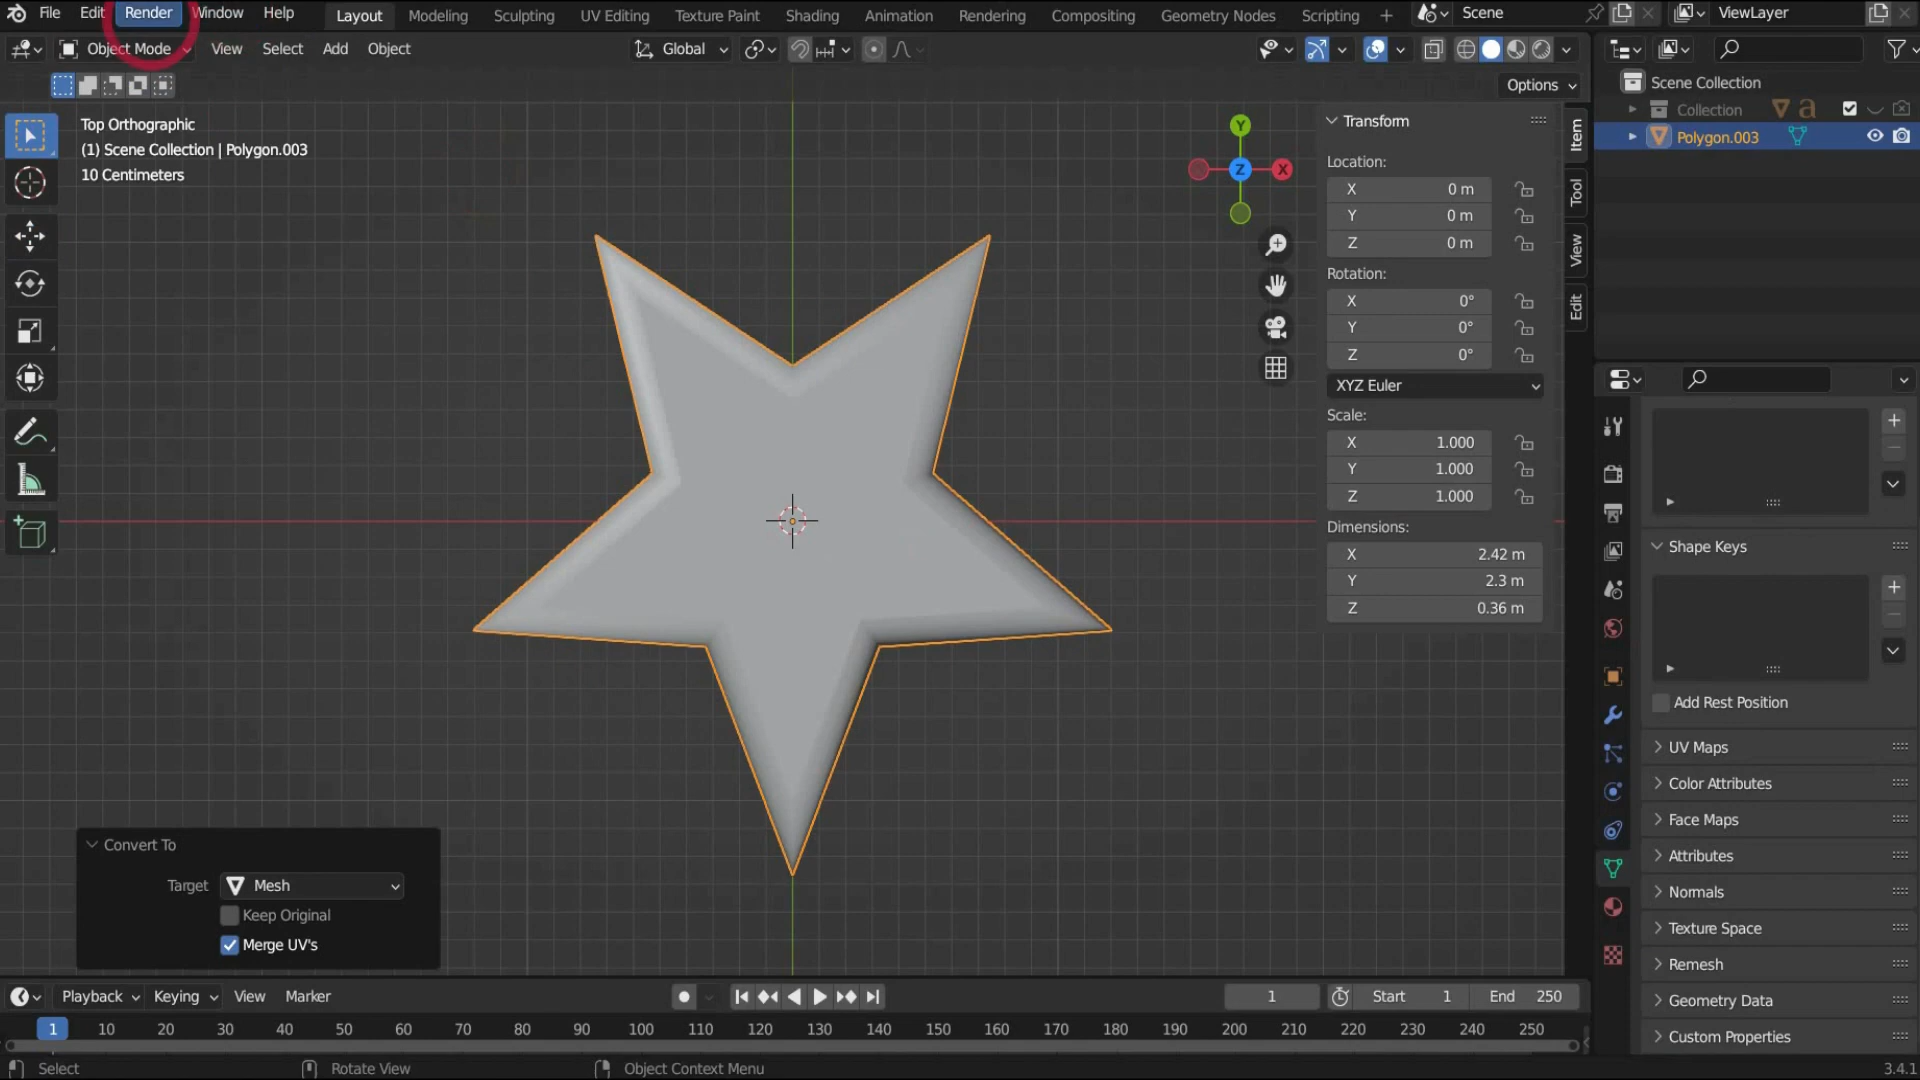 File Edit Render Window Help Layout Modeling Sculpting UV Editing Texture Paint Shading Animation Rendering Compositing Geometry Nodes Scripting + Scene ViewLayer
Object Mode View Select Add Object Global
Options
Top Orthographic
(1) Scene Collection | Polygon.003
10 Centimeters
Y
Z
X
Transform
Location:
X 0 m
Y 0 m
Z 0 m
Rotation:
X 0°
Y 0°
Z 0°
XYZ Euler
Scale:
X 1.000
Y 1.000
Z 1.000
Dimensions:
X 2.42 m
Y 2.3 m
Z 0.36 m
Item
Tool
View
Edit
Scene Collection
Collection
Polygon.003
Shape Keys
Add Rest Position
UV Maps
Color Attributes
Face Maps
Attributes
Normals
Texture Space
Remesh
Geometry Data
Custom Properties
Convert To
Target Mesh
Keep Original
Merge UV's
Playback Keying View Marker 1 Start 1 End 250
1 10 20 30 40 50 60 70 80 90 100 110 120 130 140 150 160 170 180 190 200 210 220 230 240 250
Select Rotate View Object Context Menu 3.4.1